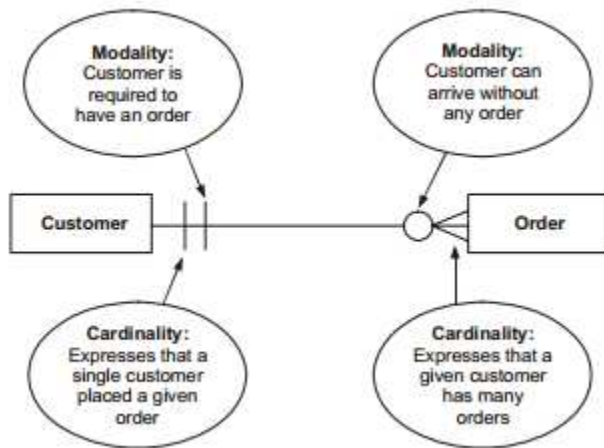 Modality:
Customer is
required to
have an order
Modality:
Customer can
arrive without
any order
Customer
Order
Cardinality:
Expresses that a
single customer
placed a given
order
Cardinality:
Expresses that a
given customer
has many
orders